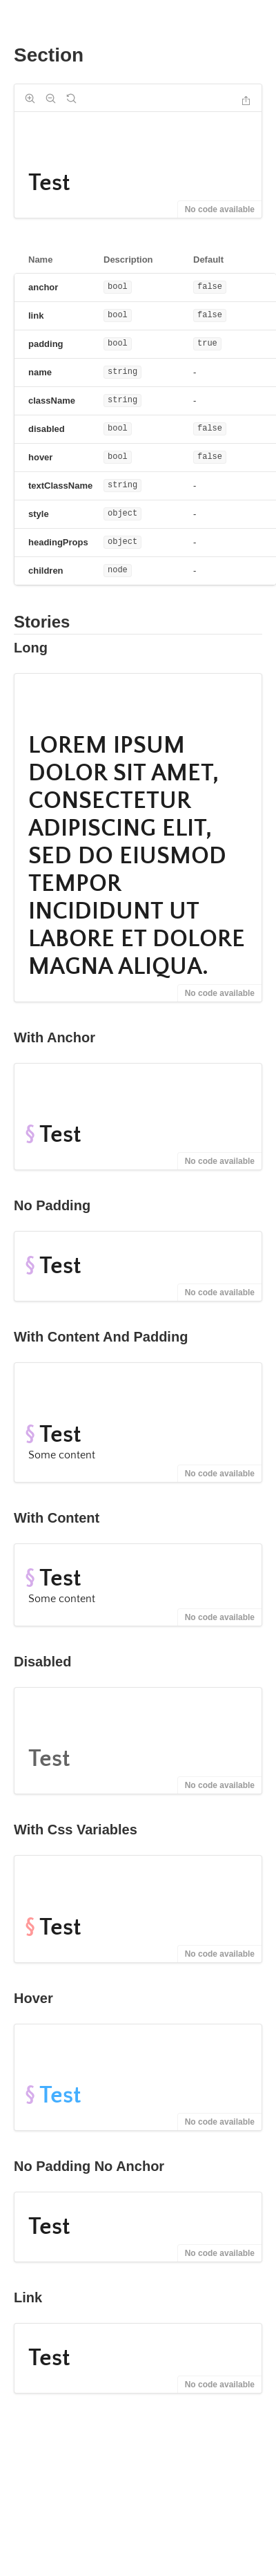 Section
Test
No code available
Name Description Default
anchor bool false
link bool false
padding bool true
name string -
className string -
disabled bool false
hover bool false
textClassName string -
style object -
headingProps object -
children node -
Stories
Long
LOREM IPSUM
DOLOR SIT AMET,
CONSECTETUR
ADIPISCING ELIT,
SED DO EIUSMOD
TEMPOR
INCIDIDUNT UT
LABORE ET DOLORE
MAGNA ALIQUA.
No code available
With Anchor
§ Test
No code available
No Padding
§ Test
No code available
With Content And Padding
§ Test
Some content
No code available
With Content
§ Test
Some content
No code available
Disabled
Test
No code available
With Css Variables
§ Test
No code available
Hover
§ Test
No code available
No Padding No Anchor
Test
No code available
Link
Test
No code available